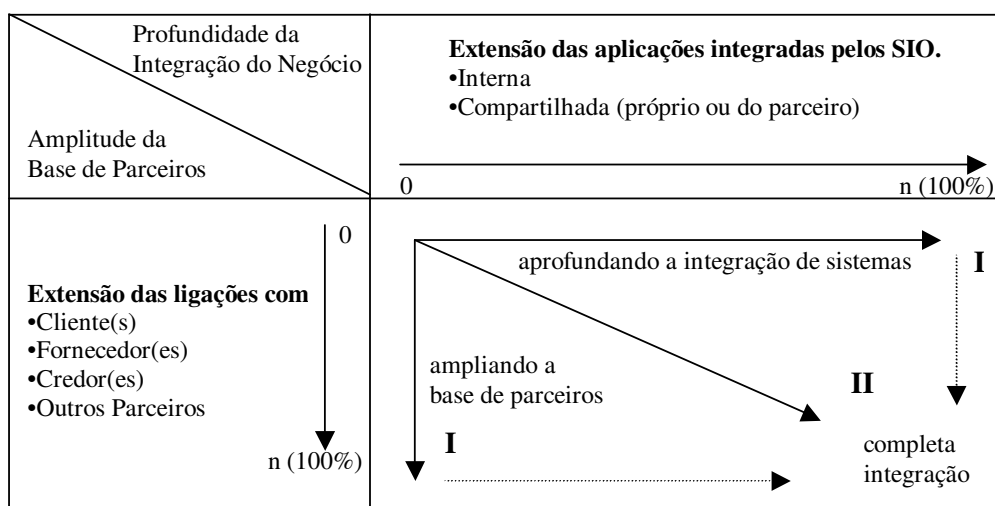 Profundidade da
Integração do Negócio
Amplitude da
Base de Parceiros
Extensão das aplicações integradas pelos SIO.
•Interna
•Compartilhada (próprio ou do parceiro)
0
n (100%)
0
Extensão das ligações com
•Cliente(s)
•Fornecedor(es)
•Credor(es)
•Outros Parceiros
n (100%)
aprofundando a integração de sistemas
I
ampliando a
base de parceiros
II
I
completa
integração